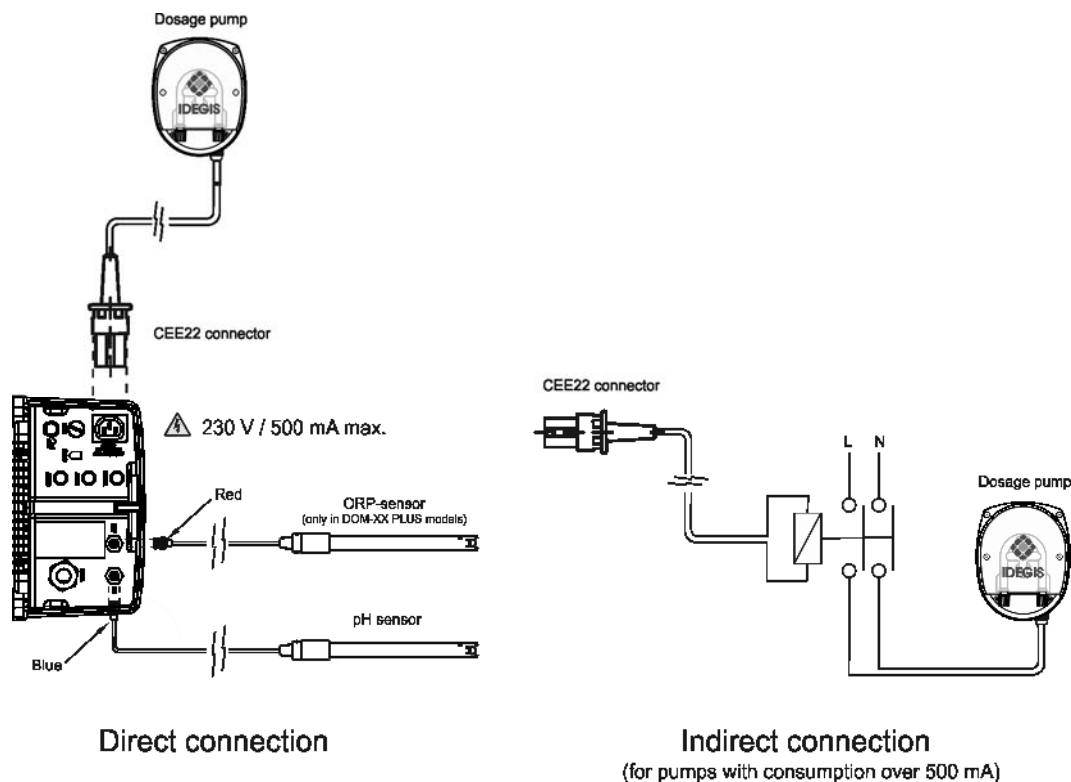 Dosage pump
IDEGIS
CEE22 connector
230 V / 500 mA max.
Red
ORP-sensor
(only in DOM-XX PLUS models)
pH sensor
Blue
Direct connection
CEE22 connector
L N
Dosage pump
IDEGIS
Indirect connection
(for pumps with consumption over 500 mA)